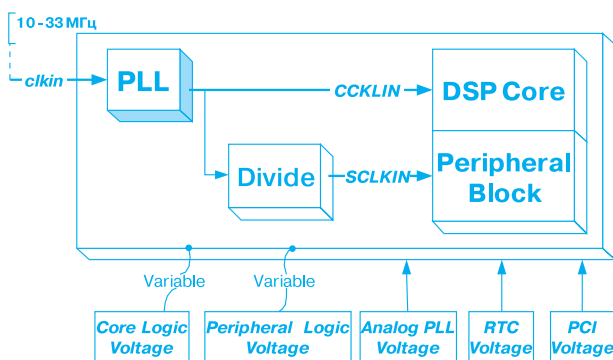 10-33 МГц
clkin
PLL
CCKLIN
DSP Core
Divide
SCLKIN
Peripheral
Block
Variable
Variable
Core Logic
Voltage
Peripheral Logic
Voltage
Analog PLL
Voltage
RTC
Voltage
PCI
Voltage